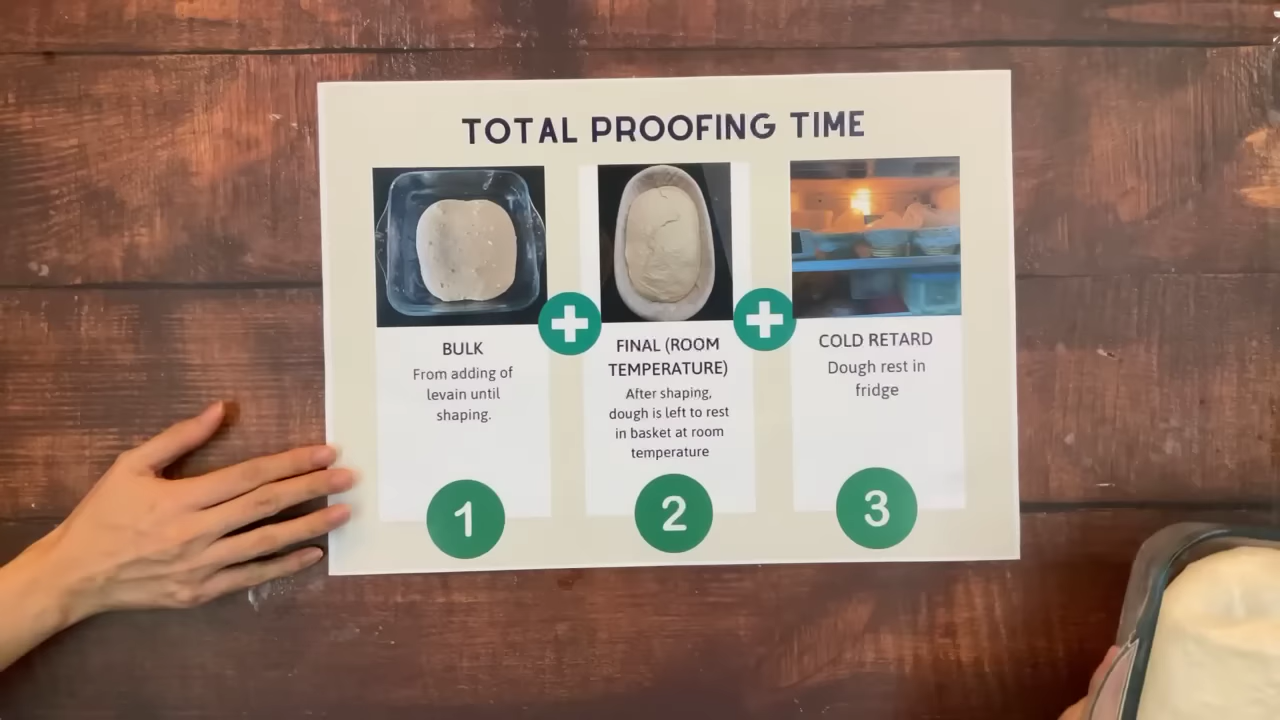 TOTAL PROOFING TIME
BULK
From adding of
levain until
shaping.
1
FINAL (ROOM
TEMPERATURE)
After shaping,
dough is left to rest
in basket at room
temperature
2
COLD RETARD
Dough rest in
fridge
3